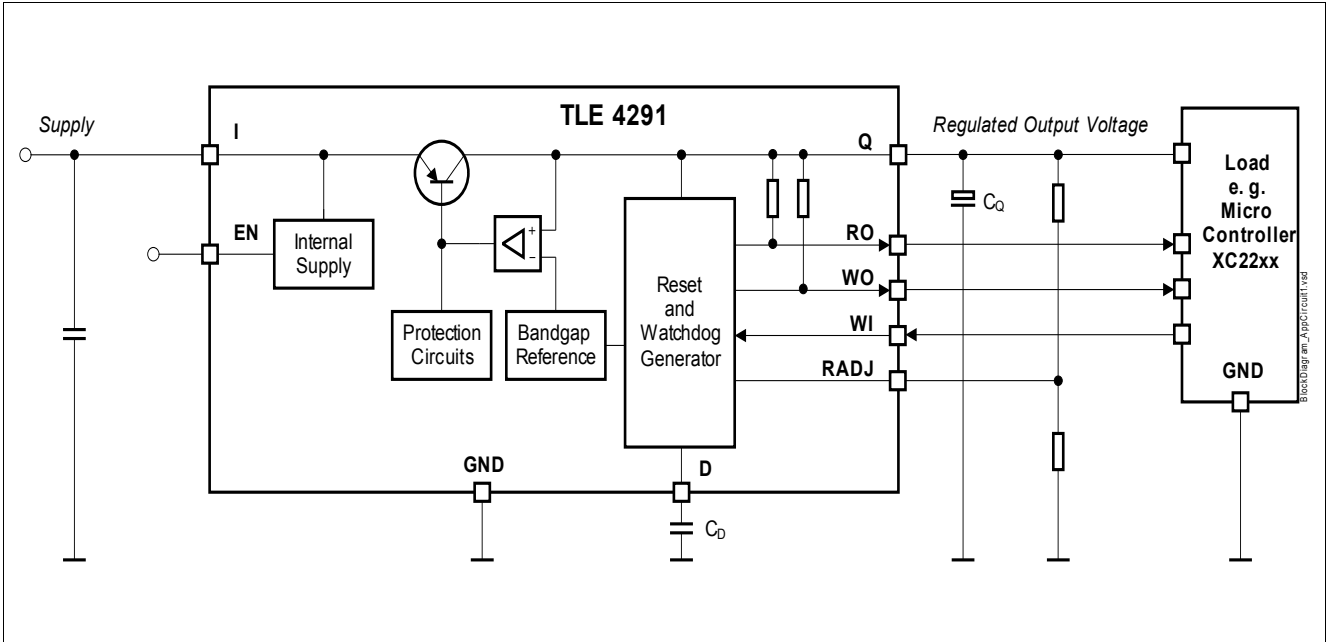 TLE 4291
Supply
I
Q
Regulated Output Voltage
Load
e. g.
Micro
Controller
XC22xx
EN
Internal
Supply
+
−
CQ
RO
WO
Reset
and
Watchdog
Generator
WI
Protection
Circuits
Bandgap
Reference
RADJ
GND
GND
D
CD
BlockDiagram_AppCircuit1.vsd